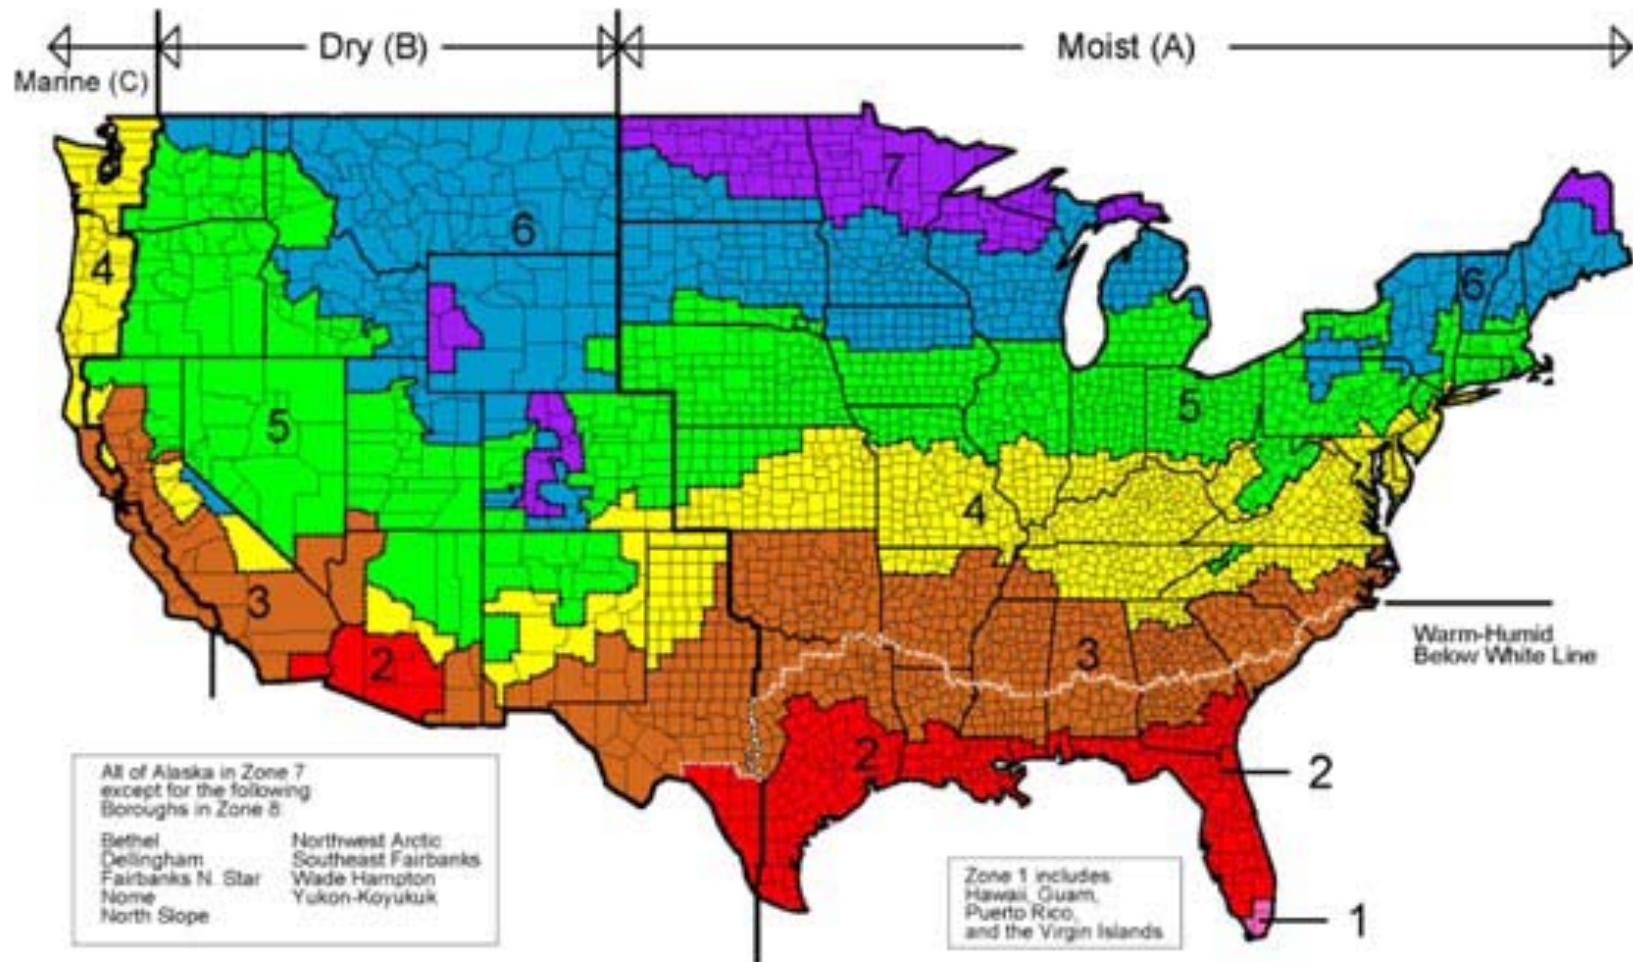 Dry (B)
Moist (A)
Marine (C)
7
6
4
6
5
5
4
3
3
2
2
Warm-Humid
Below White Line
2
1
All of Alaska in Zone 7
except for the following
Boroughs in Zone 8:
Bethel Northwest Arctic
Dellingham Southeast Fairbanks
Fairbanks N. Star Wade Hampton
Nome Yukon-Koyukuk
North Slope
Zone 1 includes
Hawaii, Guam,
Puerto Rico,
and the Virgin Islands